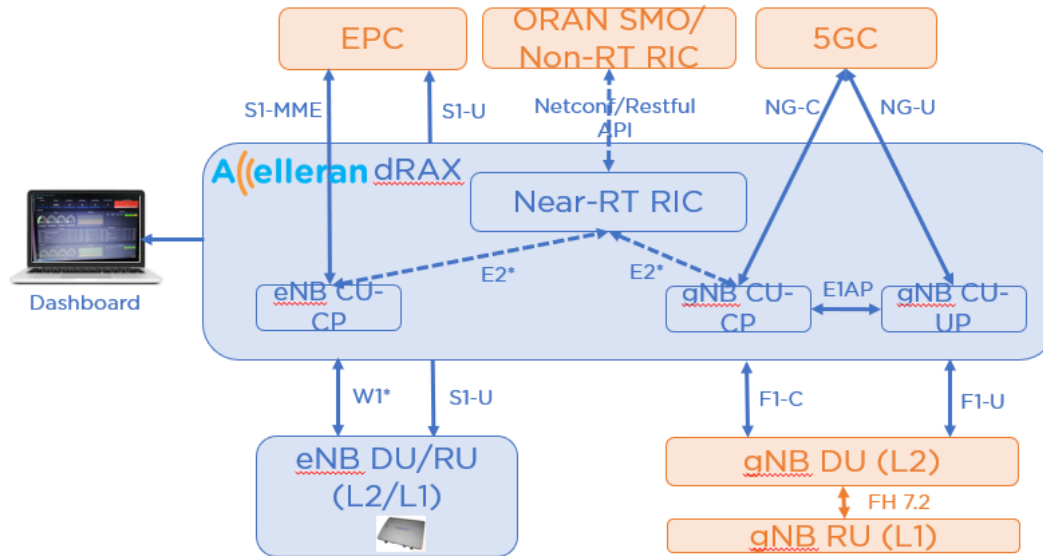 EPC
ORAN SMO/
Non-RT RIC
5GC
S1-MME
S1-U
Netconf/Restful
API
NG-C
NG-U
Accelleran dRAX
Near-RT RIC
E2*
E2*
Dashboard
eNB CU-
CP
gNB CU-
CP
E1AP
gNB CU-
UP
W1*
S1-U
F1-C
F1-U
eNB DU/RU
(L2/L1)
gNB DU (L2)
FH 7.2
gNB RU (L1)